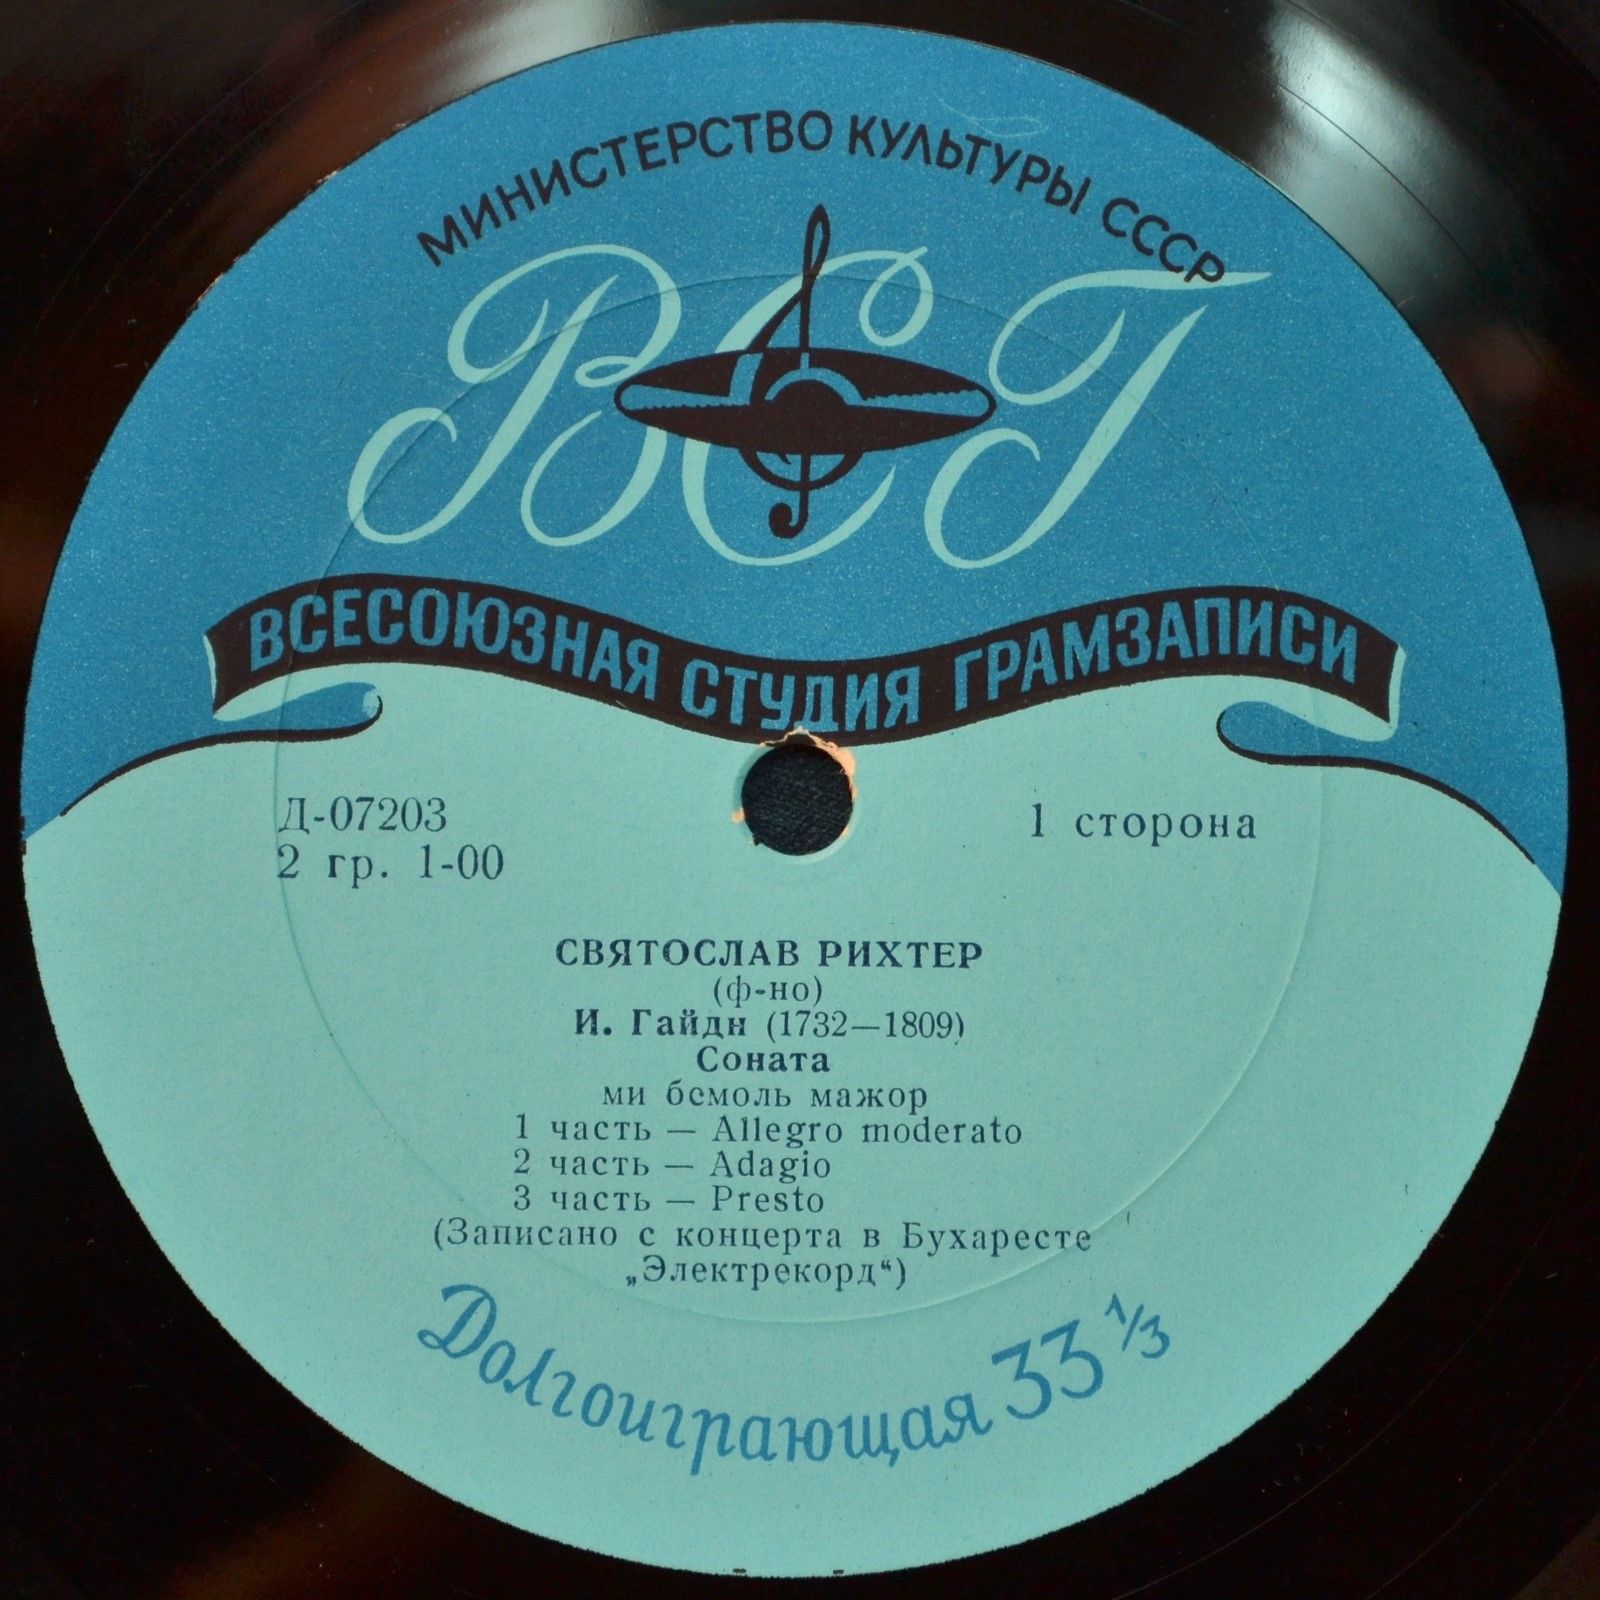 МИНИСТЕРСТВО КУЛЬТУРЫ СССР
ВСГ
ВСЕСОЮЗНАЯ СТУДИЯ ГРАМЗАПИСИ
Д-07203
2 гр. 1-00
1 сторона
СВЯТОСЛАВ РИХТЕР
(ф-но)
И. Гайдн (1732—1809)
Соната
ми бемоль мажор
1 часть — Allegro moderato
2 часть — Adagio
3 часть — Presto
(Записано с концерта в Бухаресте
„Электрекорд“)
Долгоиграющая 33 1/3